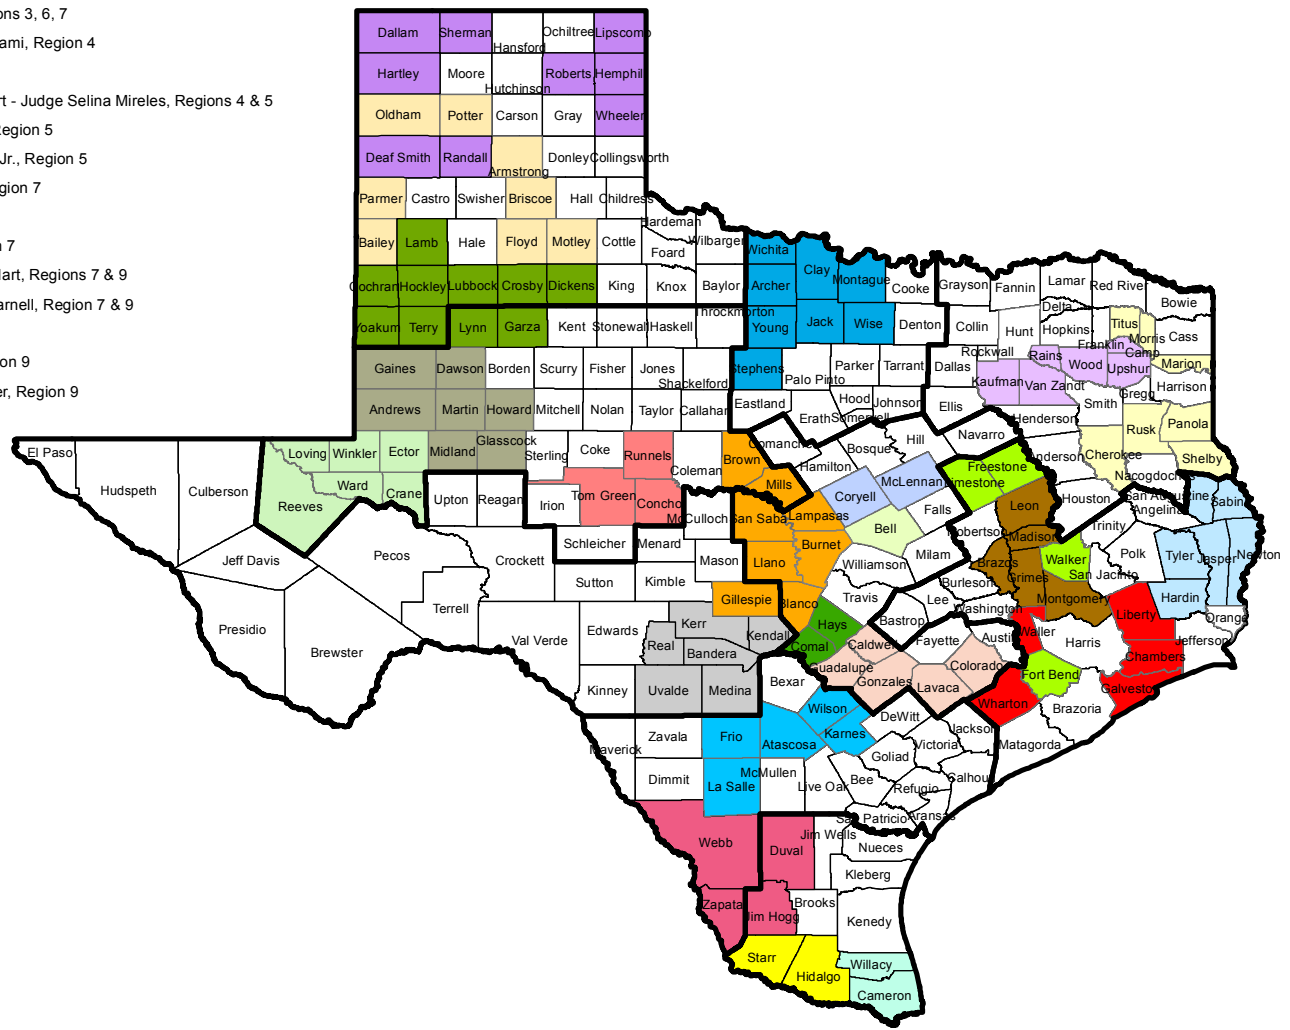 ons 3, 6, 7
ami, Region 4
rt - Judge Selina Mireles, Regions 4 & 5
Region 5
Jr., Region 5
gion 7
n 7
Hart, Regions 7 & 9
arnell, Region 7 & 9
on 9
er, Region 9
Dallam Sherman Hansford Ochiltree Lipscomb
Hartley Moore Hutchinson Roberts Hemphill
Oldham Potter Carson Gray Wheeler
Deaf Smith Randall Armstrong Donley Collingsworth
Parmer Castro Swisher Briscoe Hall Childress
Hardeman
Bailey Lamb Hale Floyd Motley Cottle Foard Wilbarger Wichita Clay Montague Cooke Grayson Fannin Lamar Red River Bowie
Cochran Hockley Lubbock Crosby Dickens King Knox Baylor Archer Delta
Yoakum Terry Lynn Garza Kent Stonewall Haskell Throckmorton Young Jack Wise Denton Collin Hunt Hopkins Franklin Titus Morris Cass
Gaines Dawson Borden Scurry Fisher Jones Shackelford Stephens Palo Pinto Parker Tarrant Dallas Rockwall Rains Wood Camp Upshur Marion
Andrews Martin Howard Mitchell Nolan Taylor Callahan Eastland Erath Hood Somervell Johnson Ellis Kaufman Van Zandt Smith Gregg Harrison
El Paso Hudspeth Culberson Loving Winkler Ector Midland Glasscock Sterling Coke Runnels Coleman Brown Comanche Hamilton Bosque Hill Navarro Henderson Anderson Cherokee Rusk Panola
Reeves Ward Crane Upton Reagan Irion Tom Green Concho McCulloch Mills San Saba Lampasas Coryell McLennan Limestone Freestone Leon Houston Nacogdoches Shelby
Jeff Davis Pecos Crockett Schleicher Menard Mason Llano Burnet Bell Falls Robertson Madison Walker Trinity Angelina San Augustine Sabine
Presidio Brewster Terrell Val Verde Sutton Kimble Gillespie Blanco Williamson Milam Brazos Grimes San Jacinto Polk Tyler Jasper Newton
Edwards Kerr Real Bandera Kendall Hays Comal Travis Bastrop Lee Burleson Washington Montgomery Liberty Hardin Orange
Kinney Uvalde Medina Bexar Guadalupe Caldwell Gonzales Fayette Lavaca Colorado Austin Waller Harris Fort Bend Chambers Jefferson
Maverick Zavala Frio Atascosa Wilson Karnes DeWitt Jackson Wharton Brazoria Galveston
Dimmit La Salle McMullen Live Oak Bee Goliad Victoria Refugio Calhoun Matagorda
Webb Duval Jim Wells San Patricio Aransas Nueces
Kleberg
Zapata Jim Hogg Brooks Kenedy
Starr Hidalgo Willacy
Cameron